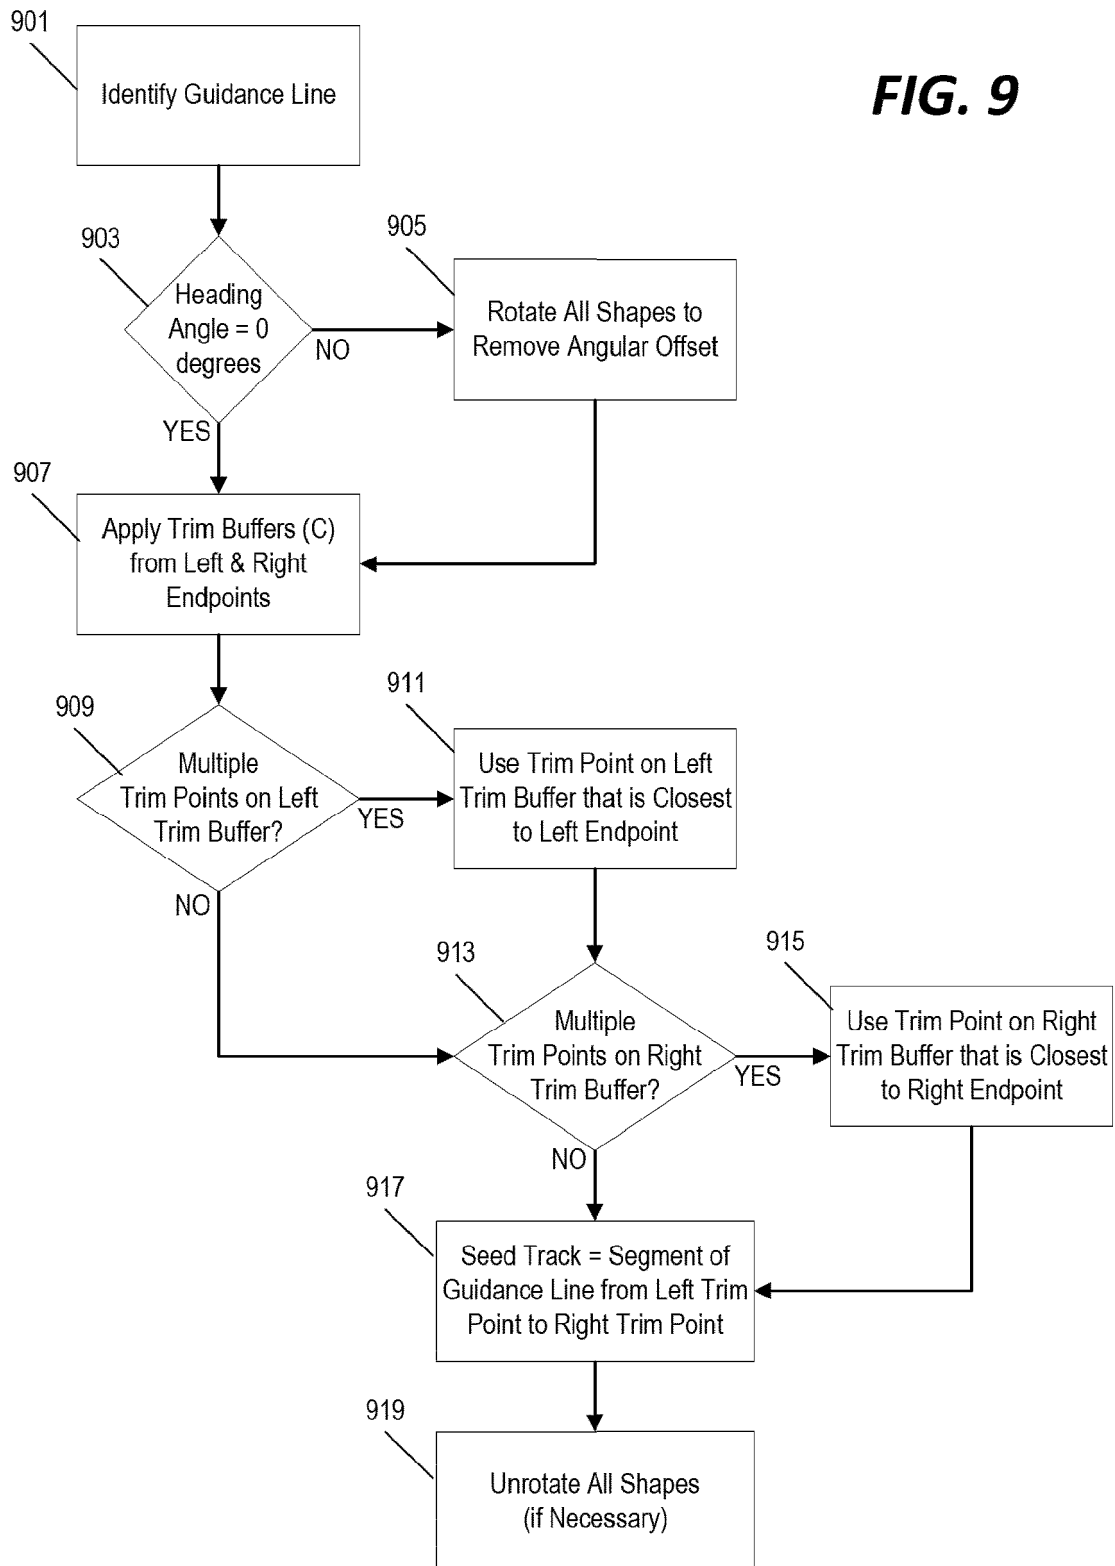 901
Identify Guidance Line
FIG. 9
903
Heading
Angle = 0
degrees
NO
YES
905
Rotate All Shapes to
Remove Angular Offset
907
Apply Trim Buffers (C)
from Left & Right
Endpoints
909
Multiple
Trim Points on Left
Trim Buffer?
YES
NO
911
Use Trim Point on Left
Trim Buffer that is Closest
to Left Endpoint
913
Multiple
Trim Points on Right
Trim Buffer?
YES
NO
915
Use Trim Point on Right
Trim Buffer that is Closest
to Right Endpoint
917
Seed Track = Segment of
Guidance Line from Left Trim
Point to Right Trim Point
919
Unrotate All Shapes
(if Necessary)